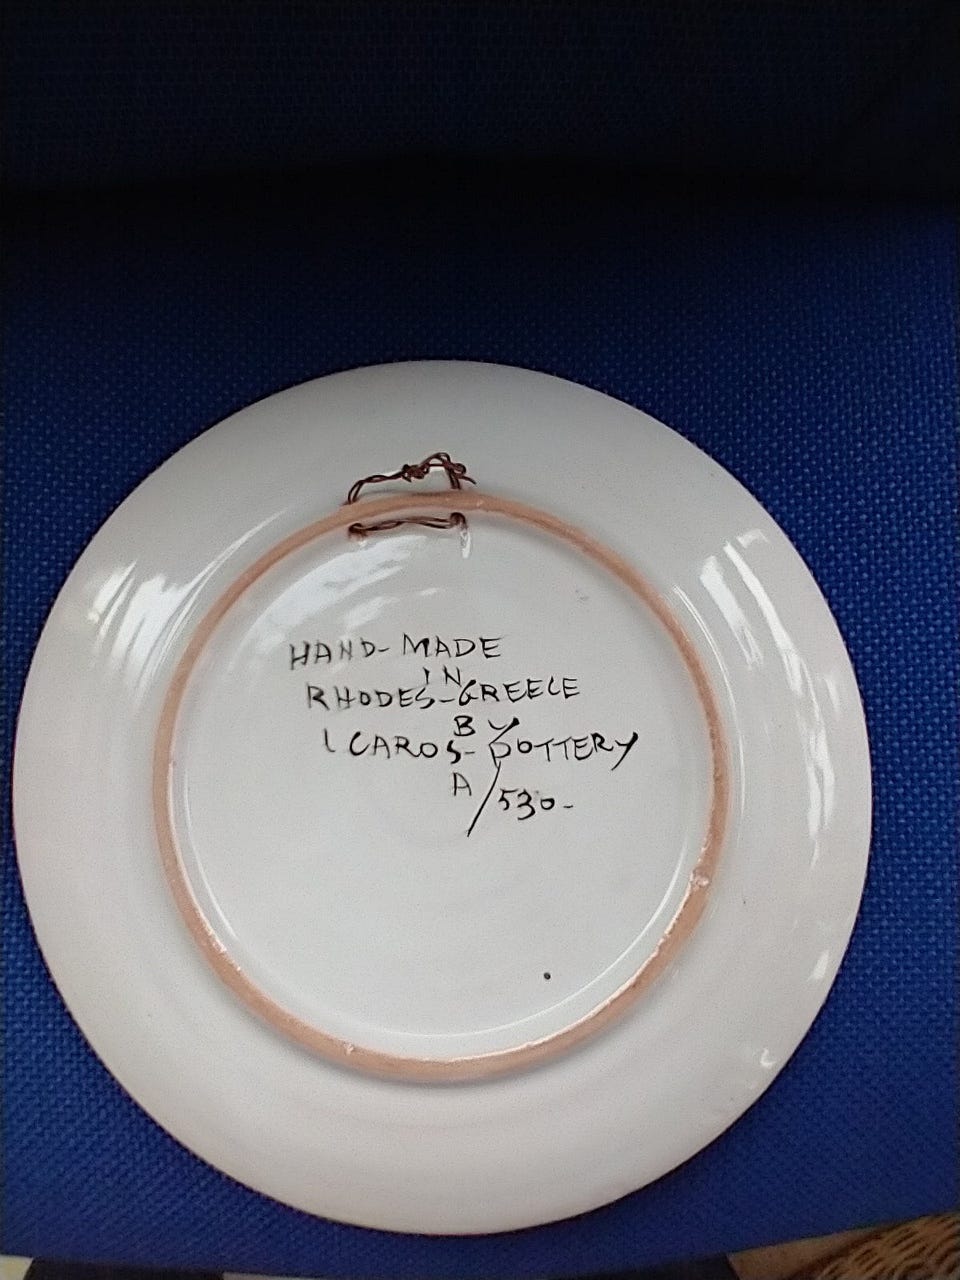 HAND-MADE
IN
RHODES-GREECE
BY
ICAROS-POTTERY
A/530-